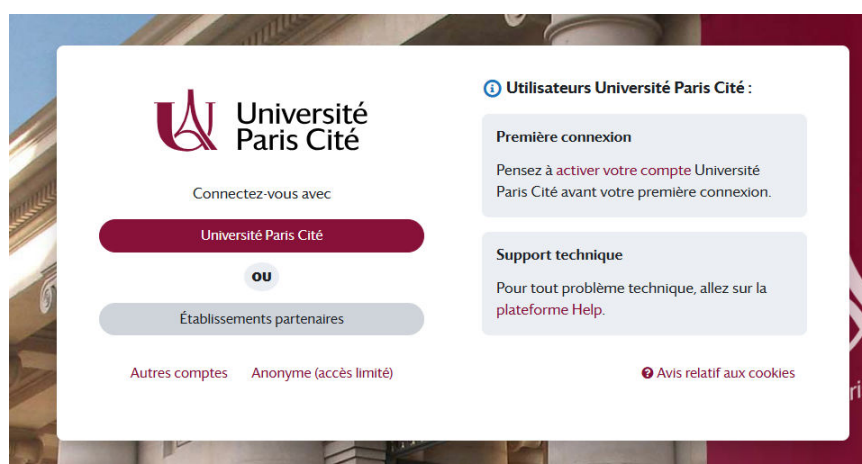 Université
Paris Cité
Connectez-vous avec
Université Paris Cité
OU
Établissements partenaires
Autres comptes Anonyme (accès limité)
Utilisateurs Université Paris Cité :
Première connexion
Pensez à activer votre compte Université
Paris Cité avant votre première connexion.
Support technique
Pour tout problème technique, allez sur la
plateforme Help.
Avis relatif aux cookies